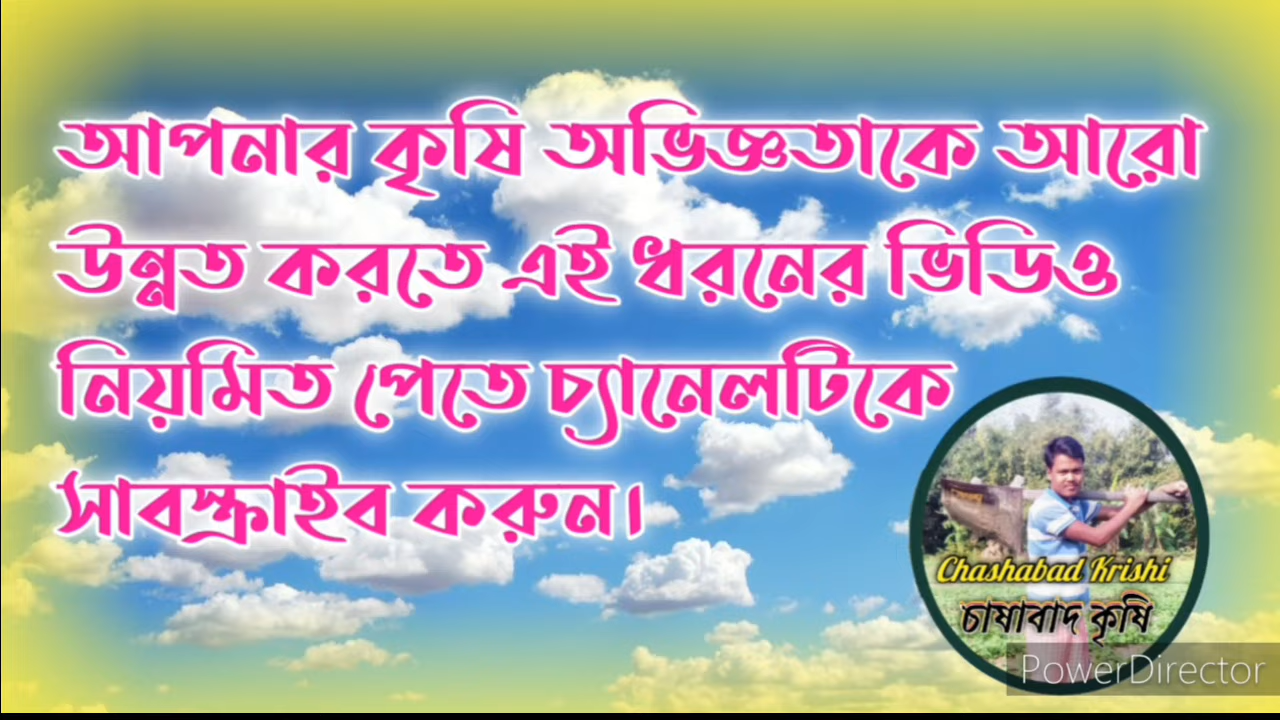 আপনার কৃষি অভিজ্ঞতাকে আরো
উন্নত করতে এই ধরনের ভিডিও
নিয়মিত পেতে চ্যানেলটিকে
সাবস্ক্রাইব করুন।
Chashabad Krishi
চাষাবাদ কৃষি
PowerDirector